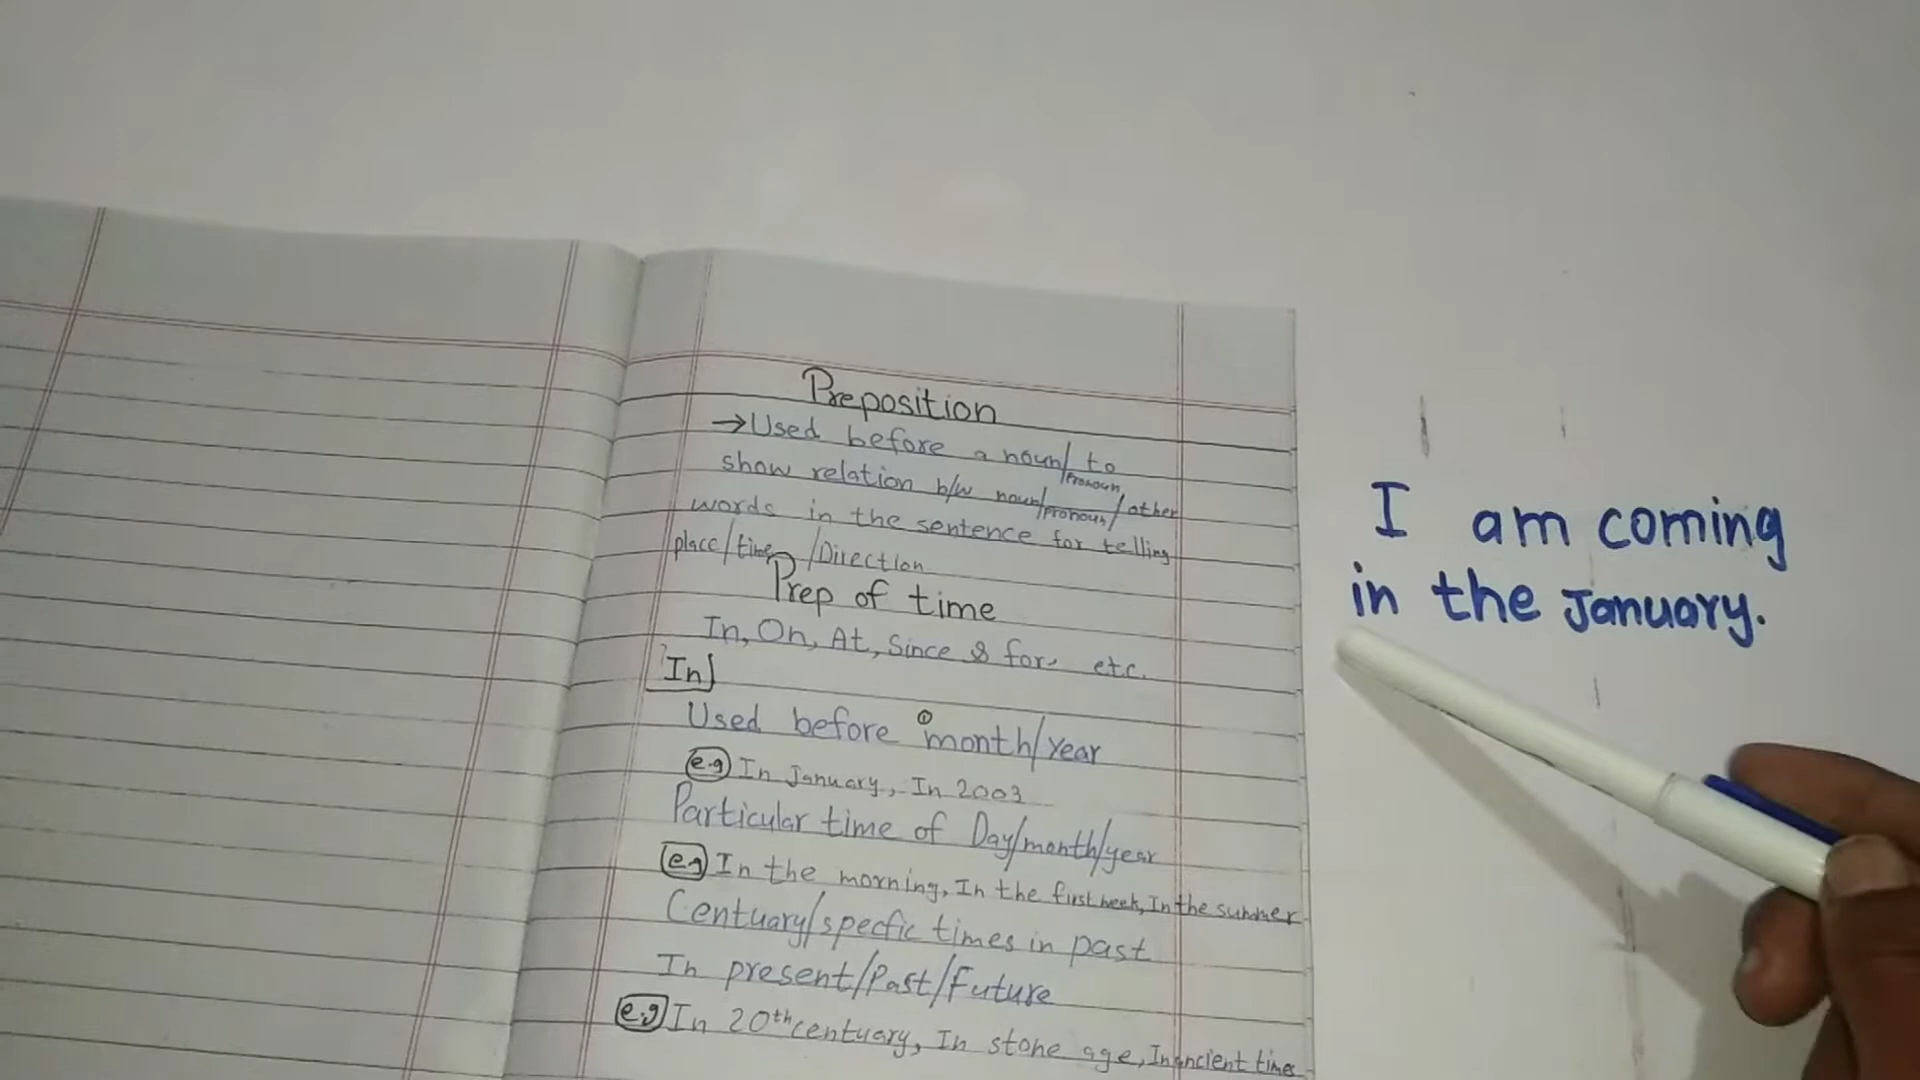 Preposition
→ Used before a noun/pronoun to
show relation b/w noun/pronoun/other
words in the sentence for telling
place/time/Direction
Prep of time
In, On, At, Since & for etc.
In
Used before ① month/year
e.g In January, In 2003
Particular time of Day/month/year
e.g In the morning, In the first week, In the summer
Centuary/specfic times in past
In present/Past/Future
e.g In 20th centuary, In stone age, In ancient times
I am coming
in the January.